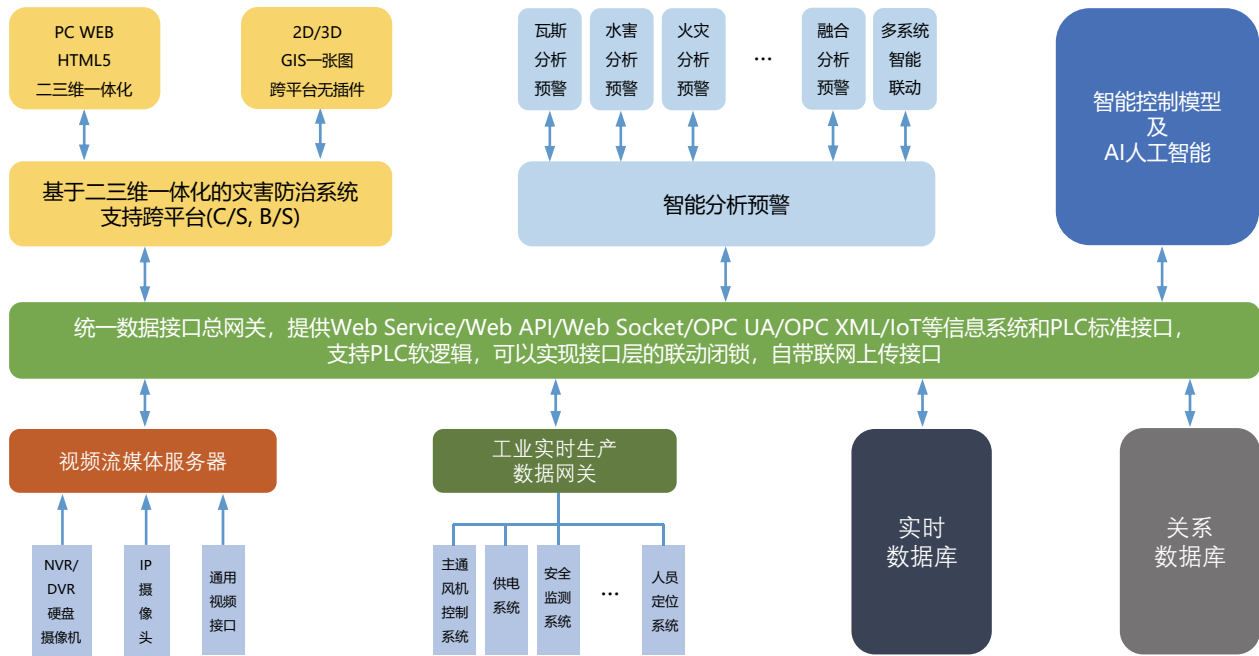 PC WEB
HTML5
二三维一体化
2D/3D
GIS一张图
跨平台无插件
瓦斯
分析
预警
水害
分析
预警
火灾
分析
预警
…
融合
分析
预警
多系统
智能
联动
智能控制模型
及
AI人工智能
基于二三维一体化的灾害防治系统
支持跨平台(C/S, B/S)
智能分析预警
统一数据接口总网关，提供Web Service/Web API/Web Socket/OPC UA/OPC XML/IoT等信息系统和PLC标准接口，
支持PLC软逻辑，可以实现接口层的联动闭锁，自带联网上传接口
视频流媒体服务器
工业实时生产
数据网关
实时
数据库
关系
数据库
NVR/
DVR
硬盘
摄像机
IP
摄
像
头
通用
视频
接口
主通
风机
控制
系统
供电
系统
安全
监测
系统
…
人员
定位
系统